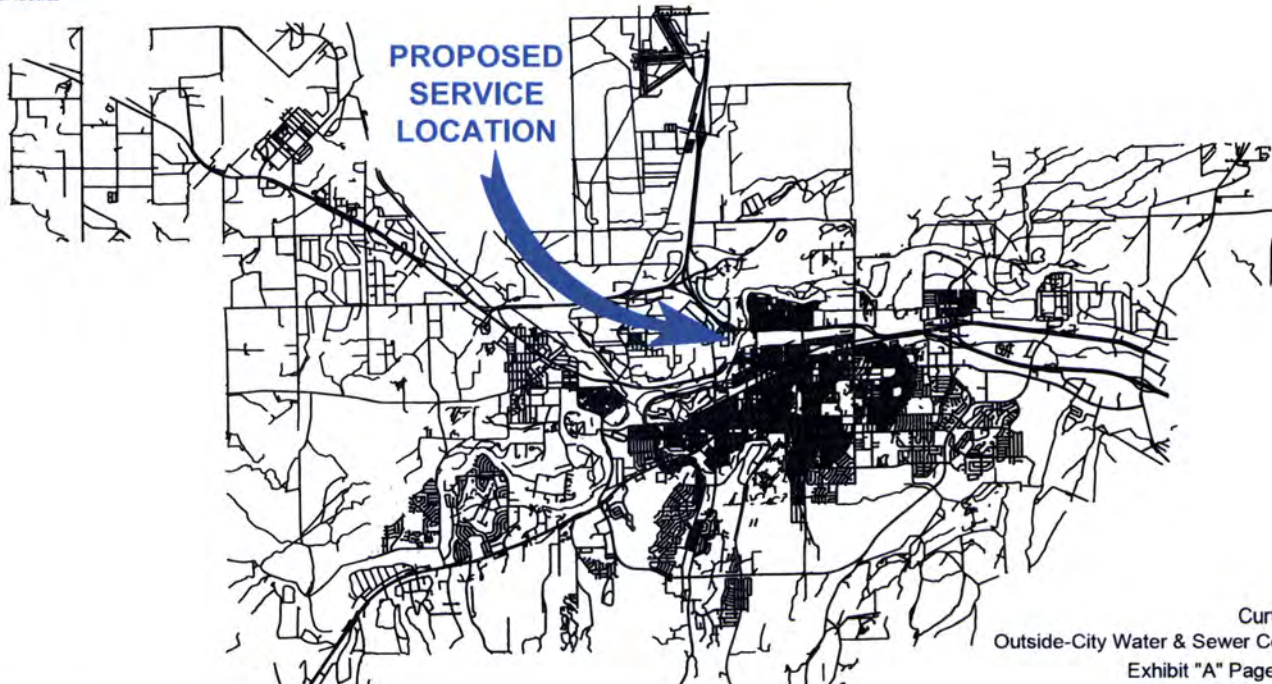 PROPOSED
SERVICE
LOCATION
Outside-City Water & Sewer
Exhibit "A" Page